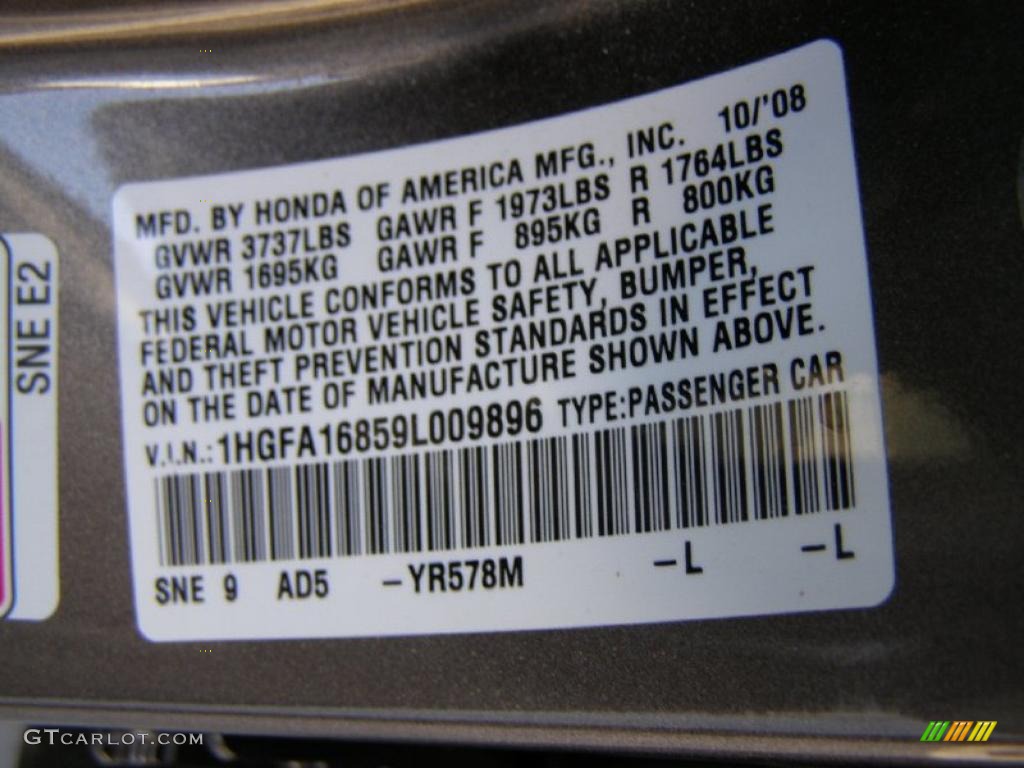 MFD. BY HONDA OF AMERICA MFG., INC. 10/'08
GVWR 3737LBS GAWR F 1973LBS R 1764LBS
GVWR 1695KG GAWR F 895KG R 800KG
THIS VEHICLE CONFORMS TO ALL APPLICABLE
FEDERAL MOTOR VEHICLE SAFETY, BUMPER,
AND THEFT PREVENTION STANDARDS IN EFFECT
ON THE DATE OF MANUFACTURE SHOWN ABOVE.
V.I.N.: 1HGFA16859L009896 TYPE:PASSENGER CAR
SNE 9 AD5 -YR578M -L -L
SNE E2
GTCARLOT.COM